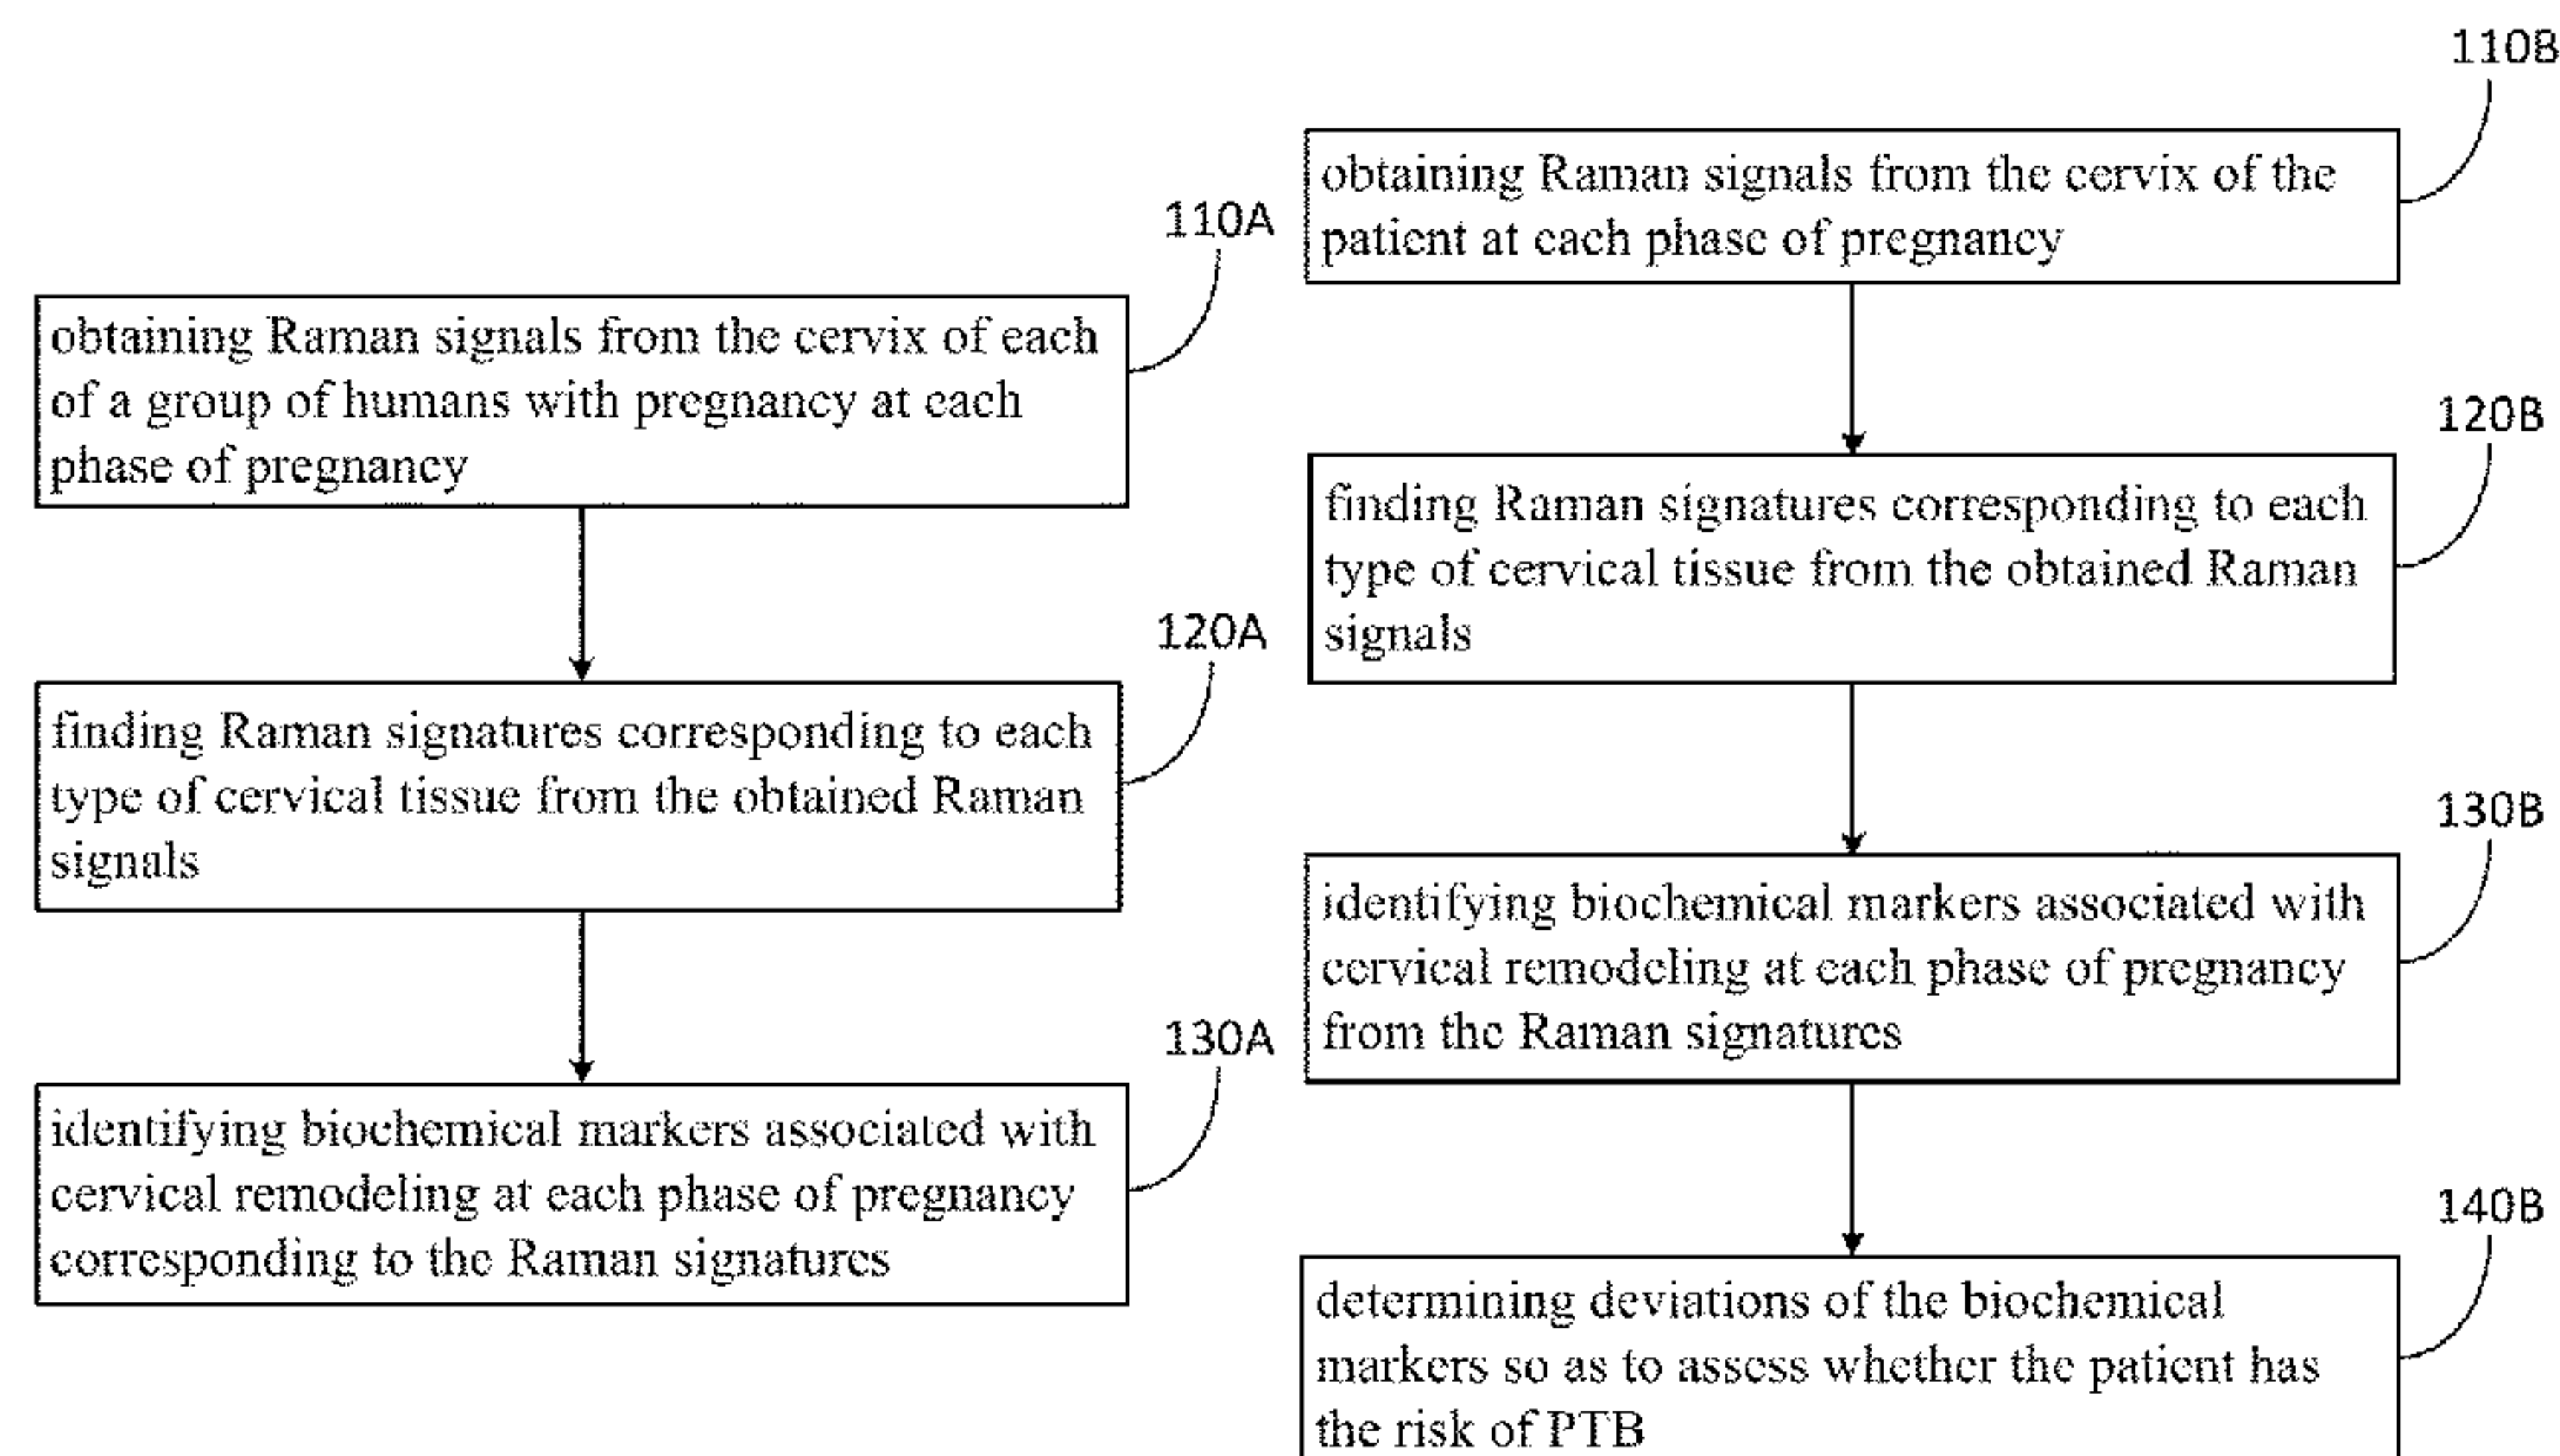 110A
obtaining Raman signals from the cervix of each
of a group of humans with pregnancy at each
phase of pregnancy
120A
finding Raman signatures corresponding to each
type of cervical tissue from the obtained Raman
signals
130A
identifying biochemical markers associated with
cervical remodeling at each phase of pregnancy
corresponding to the Raman signatures
110B
obtaining Raman signals from the cervix of the
patient at each phase of pregnancy
120B
finding Raman signatures corresponding to each
type of cervical tissue from the obtained Raman
signals
130B
identifying biochemical markers associated with
cervical remodeling at each phase of pregnancy
from the Raman signatures
140B
determining deviations of the biochemical
markers so as to assess whether the patient has
the risk of PTB